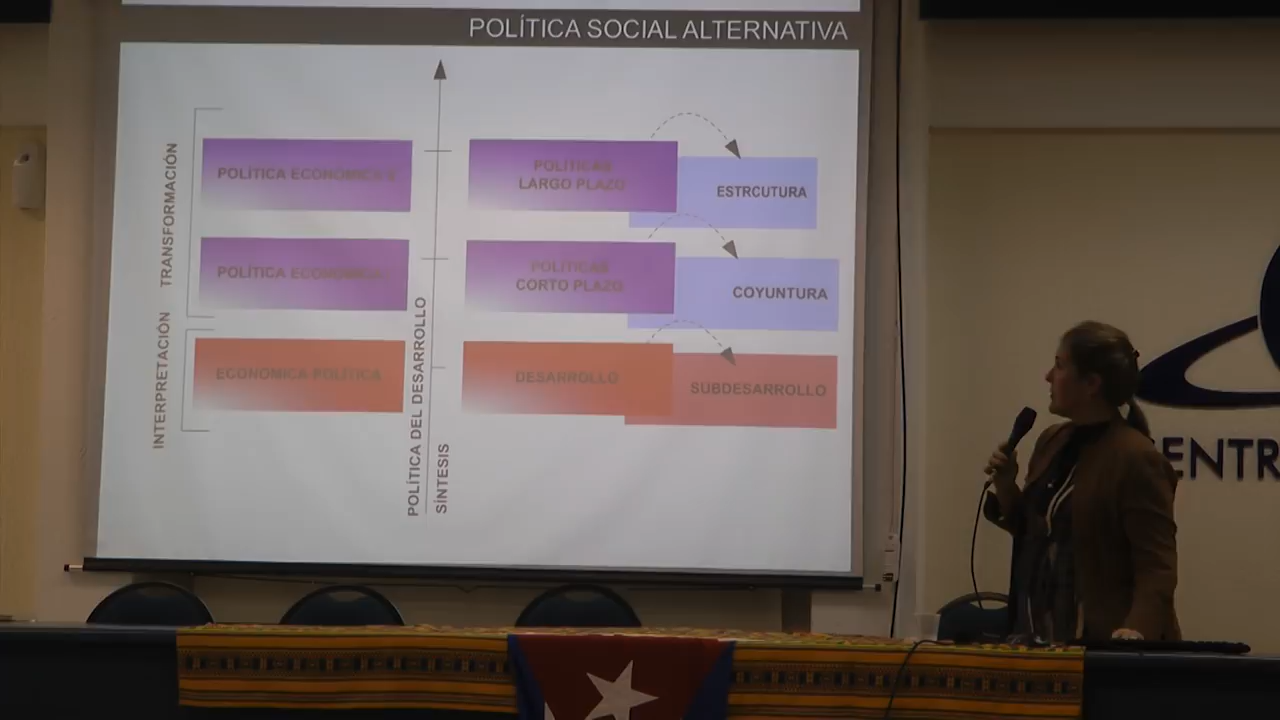 POLÍTICA SOCIAL ALTERNATIVA
TRANSFORMACIÓN
POLÍTICA ECONÓMICA
POLÍTICAS
LARGO PLAZO
ESTRCUTURA
POLÍTICA ECONÓMICA
POLÍTICAS
CORTO PLAZO
COYUNTURA
INTERPRETACIÓN
ECONÓMICA POLÍTICA
POLÍTICA DEL DESARROLLO
SÍNTESIS
DESARROLLO
SUBDESARROLLO
ENTR